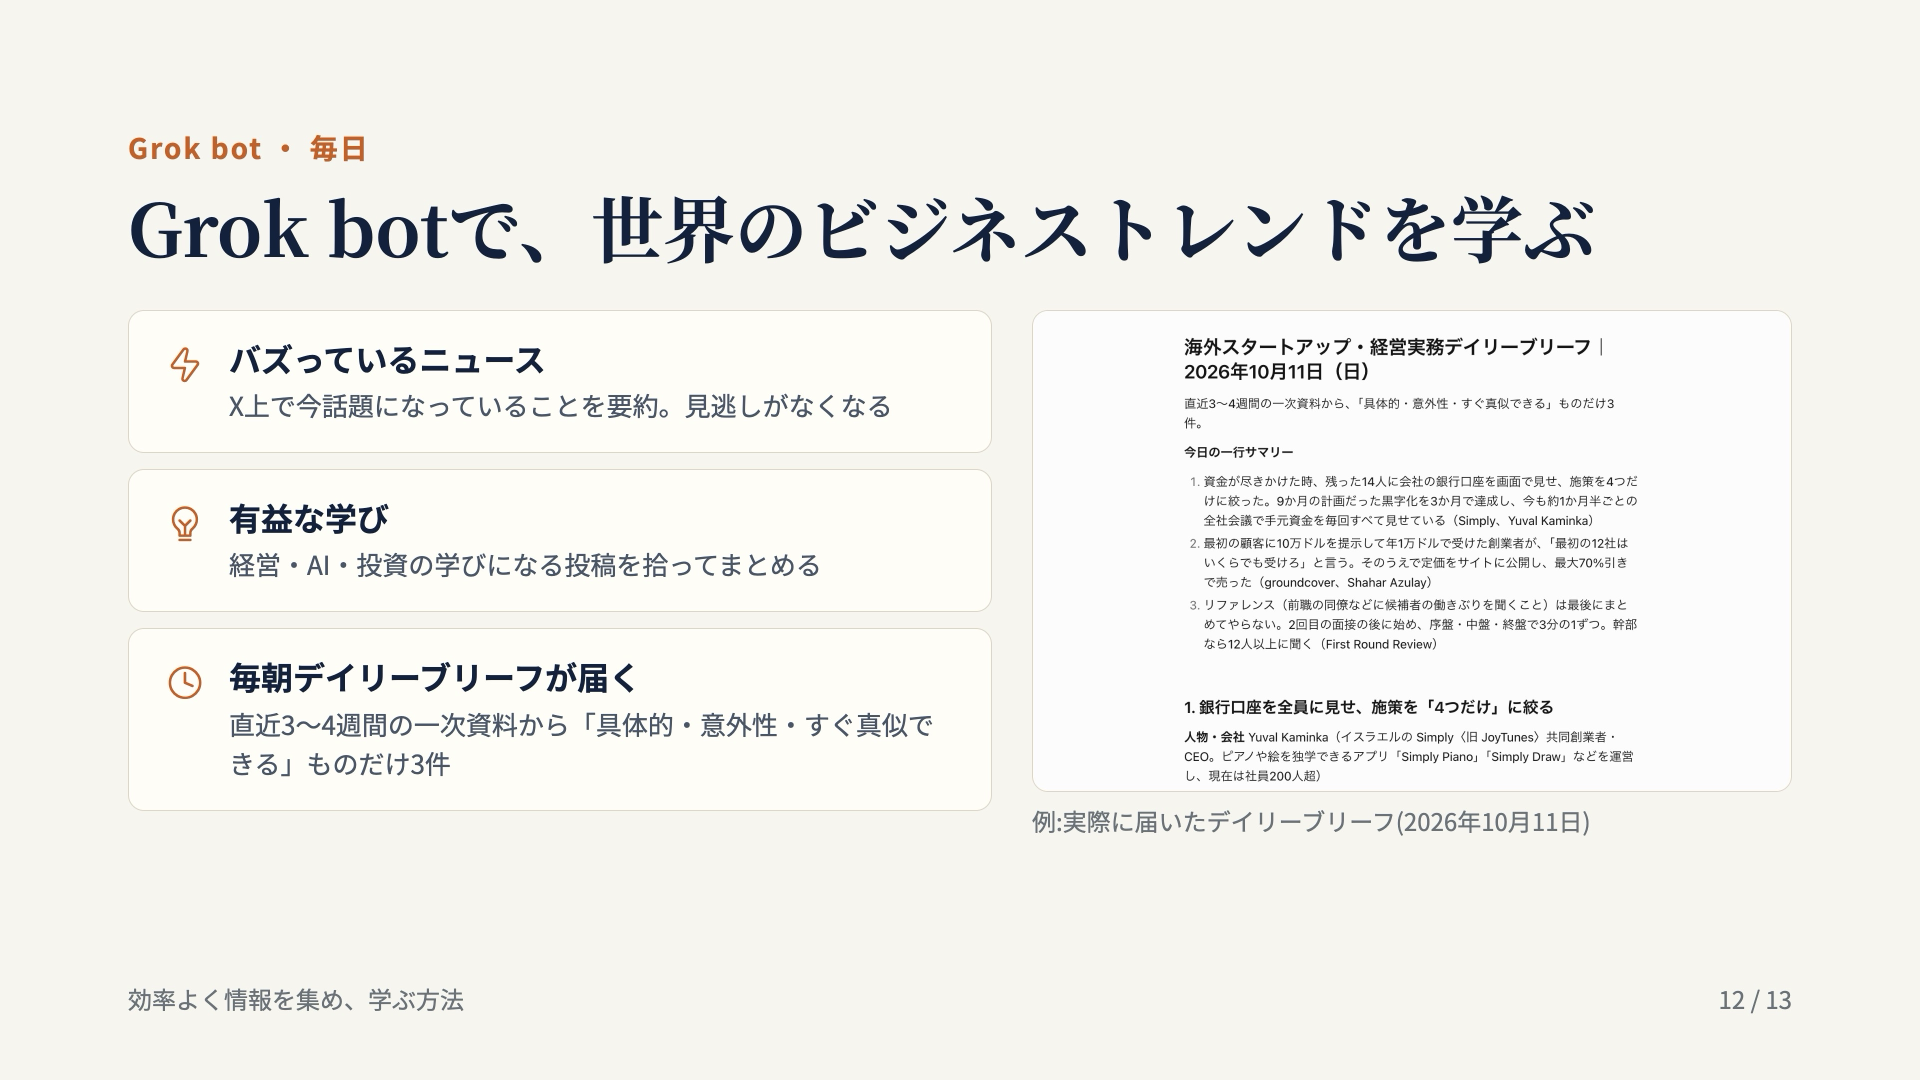 Grok bot ・ 毎日
Grok botで、世界のビジネストレンドを学ぶ
バズっているニュース
X上で今話題になっていることを要約。見逃しがなくなる
有益な学び
経営・AI・投資の学びになる投稿を拾ってまとめる
毎朝デイリーブリーフが届く
直近3〜4週間の一次資料から「具体的・意外性・すぐ真似で
きる」ものだけ3件
海外スタートアップ・経営実務デイリーブリーフ｜
2026年10月11日（日）
直近3〜4週間の一次資料から、「具体的・意外性・すぐ真似できる」ものだけ3
件。
今日の一行サマリー
1. 資金が尽きかけた時、残った14人に会社の銀行口座を画面で見せ、施策を4つだ
けに絞った。9か月の計画だった黒字化を3か月で達成し、今も約1か月半ごとの
全社会議で手元資金を毎回すべて見せている（Simply、Yuval Kaminka）
2. 最初の顧客に10万ドルを提示して年1万ドルで受けた創業者が、「最初の12社は
いくらでも受けろ」と言う。そのうえで定価をサイトに公開し、最大70%引き
で売った（groundcover、Shahar Azulay）
3. リファレンス（前職の同僚などに候補者の働きぶりを聞くこと）は最後にまと
めてやらない。2回目の面接の後に始め、序盤・中盤・終盤で3分の1ずつ。幹部
なら12人以上に聞く（First Round Review）
1. 銀行口座を全員に見せ、施策を「4つだけ」に絞る
人物・会社 Yuval Kaminka（イスラエルの Simply〈旧 JoyTunes〉共同創業者・
CEO。ピアノや絵を独学できるアプリ「Simply Piano」「Simply Draw」などを運営
し、現在は社員200人超）
例:実際に届いたデイリーブリーフ(2026年10月11日)
効率よく情報を集め、学ぶ方法
12 / 13